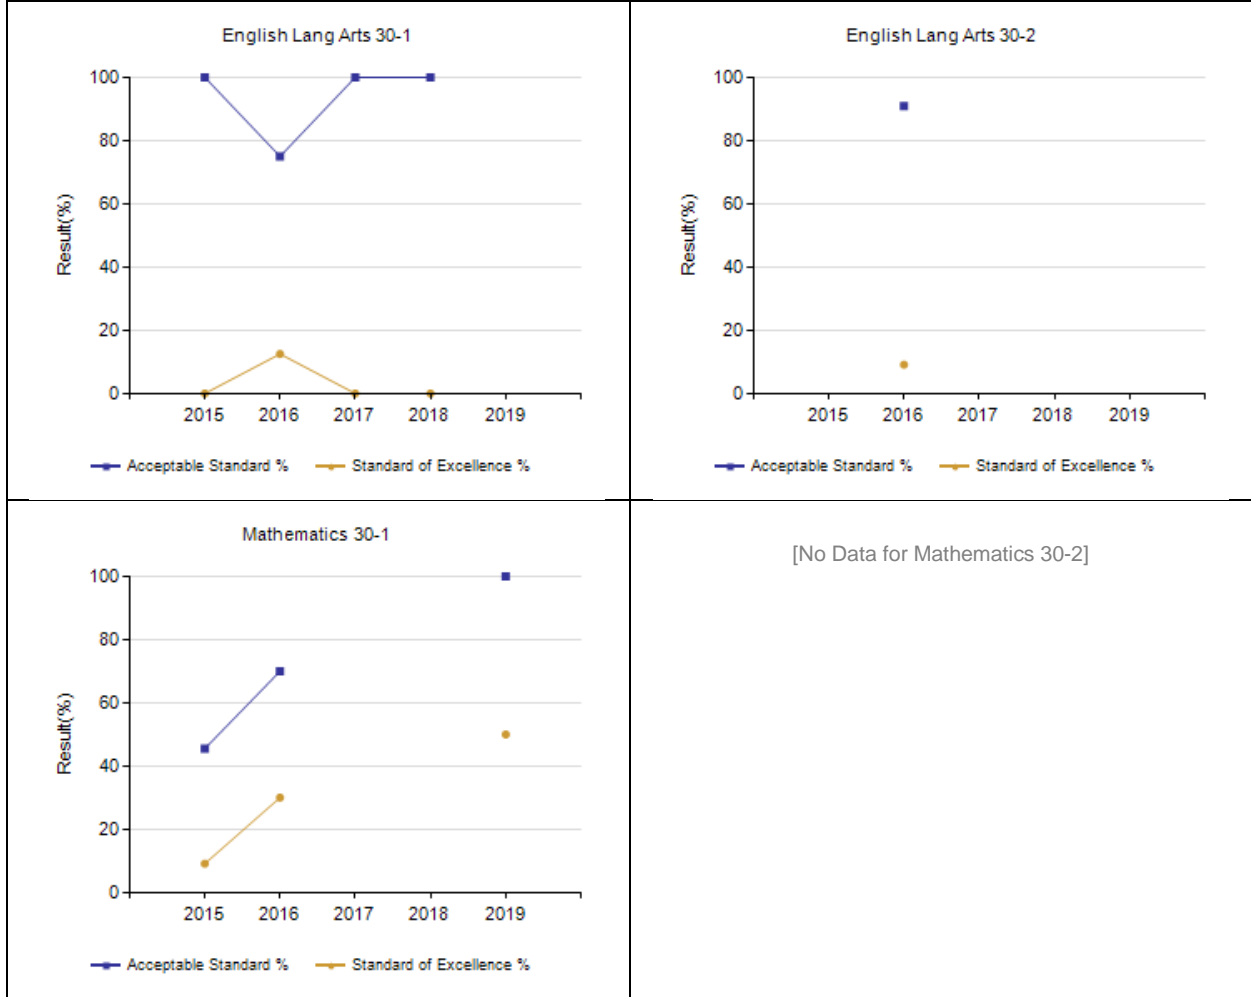 English Lang Arts 30-1
100
80
60
40
20
0
Result(%)
2015 2016 2017 2018 2019
Acceptable Standard % Standard of Excellence %
English Lang Arts 30-2
100
80
60
40
20
0
Result(%)
2015 2016 2017 2018 2019
Acceptable Standard % Standard of Excellence %
Mathematics 30-1
100
80
60
40
20
0
Result(%)
2015 2016 2017 2018 2019
Acceptable Standard % Standard of Excellence %
[No Data for Mathematics 30-2]